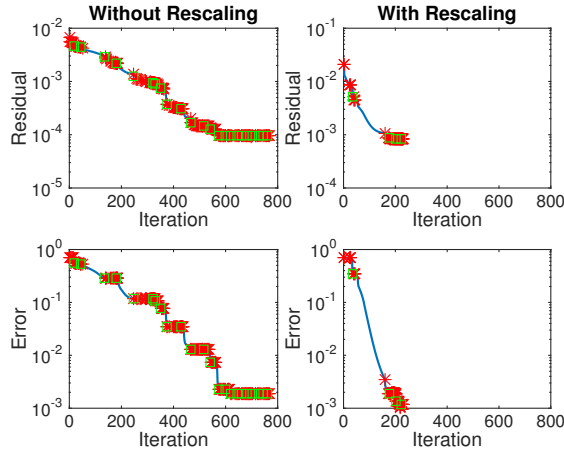 Without Rescaling
With Rescaling
10^-2
10^-3
10^-4
10^-5
Residual
0 200 400 600 800
Iteration
10^-1
10^-2
10^-3
10^-4
Residual
0 200 400 600 800
Iteration
10^0
10^-1
10^-2
10^-3
Error
0 200 400 600 800
Iteration
10^0
10^-1
10^-2
10^-3
Error
0 200 400 600 800
Iteration